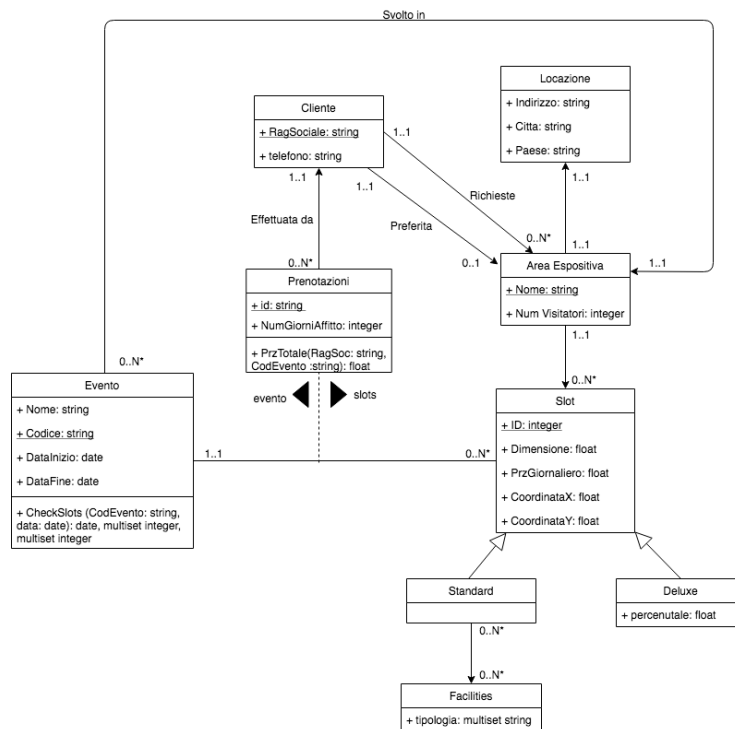 Svolto in
Locazione
+ Indirizzo: string
+ Citta: string
+ Paese: string
Cliente
+ RagSociale: string
+ telefono: string
1..1
1..1
1..1
1..1
Richieste
Effettuata da
Preferita
0..N*
1..1
0..N*
0..1
Area Espositiva
1..1
+ Nome: string
+ Num Visitatori: integer
Prenotazioni
+ id: string
+ NumGiorniAffitto: integer
+ PrzTotale(RagSoc: string,
CodEvento :string): float
1..1
0..N*
0..N*
evento
slots
Evento
+ Nome: string
+ Codice: string
+ DataInizio: date
+ DataFine: date
+ CheckSlots (CodEvento: string,
data: date): date, multiset integer,
multiset integer
1..1
0..N*
Slot
+ ID: integer
+ Dimensione: float
+ PrzGiornaliero: float
+ CoordinataX: float
+ CoordinataY: float
Standard
Deluxe
+ percenutale: float
0..N*
0..N*
Facilities
+ tipologia: multiset string